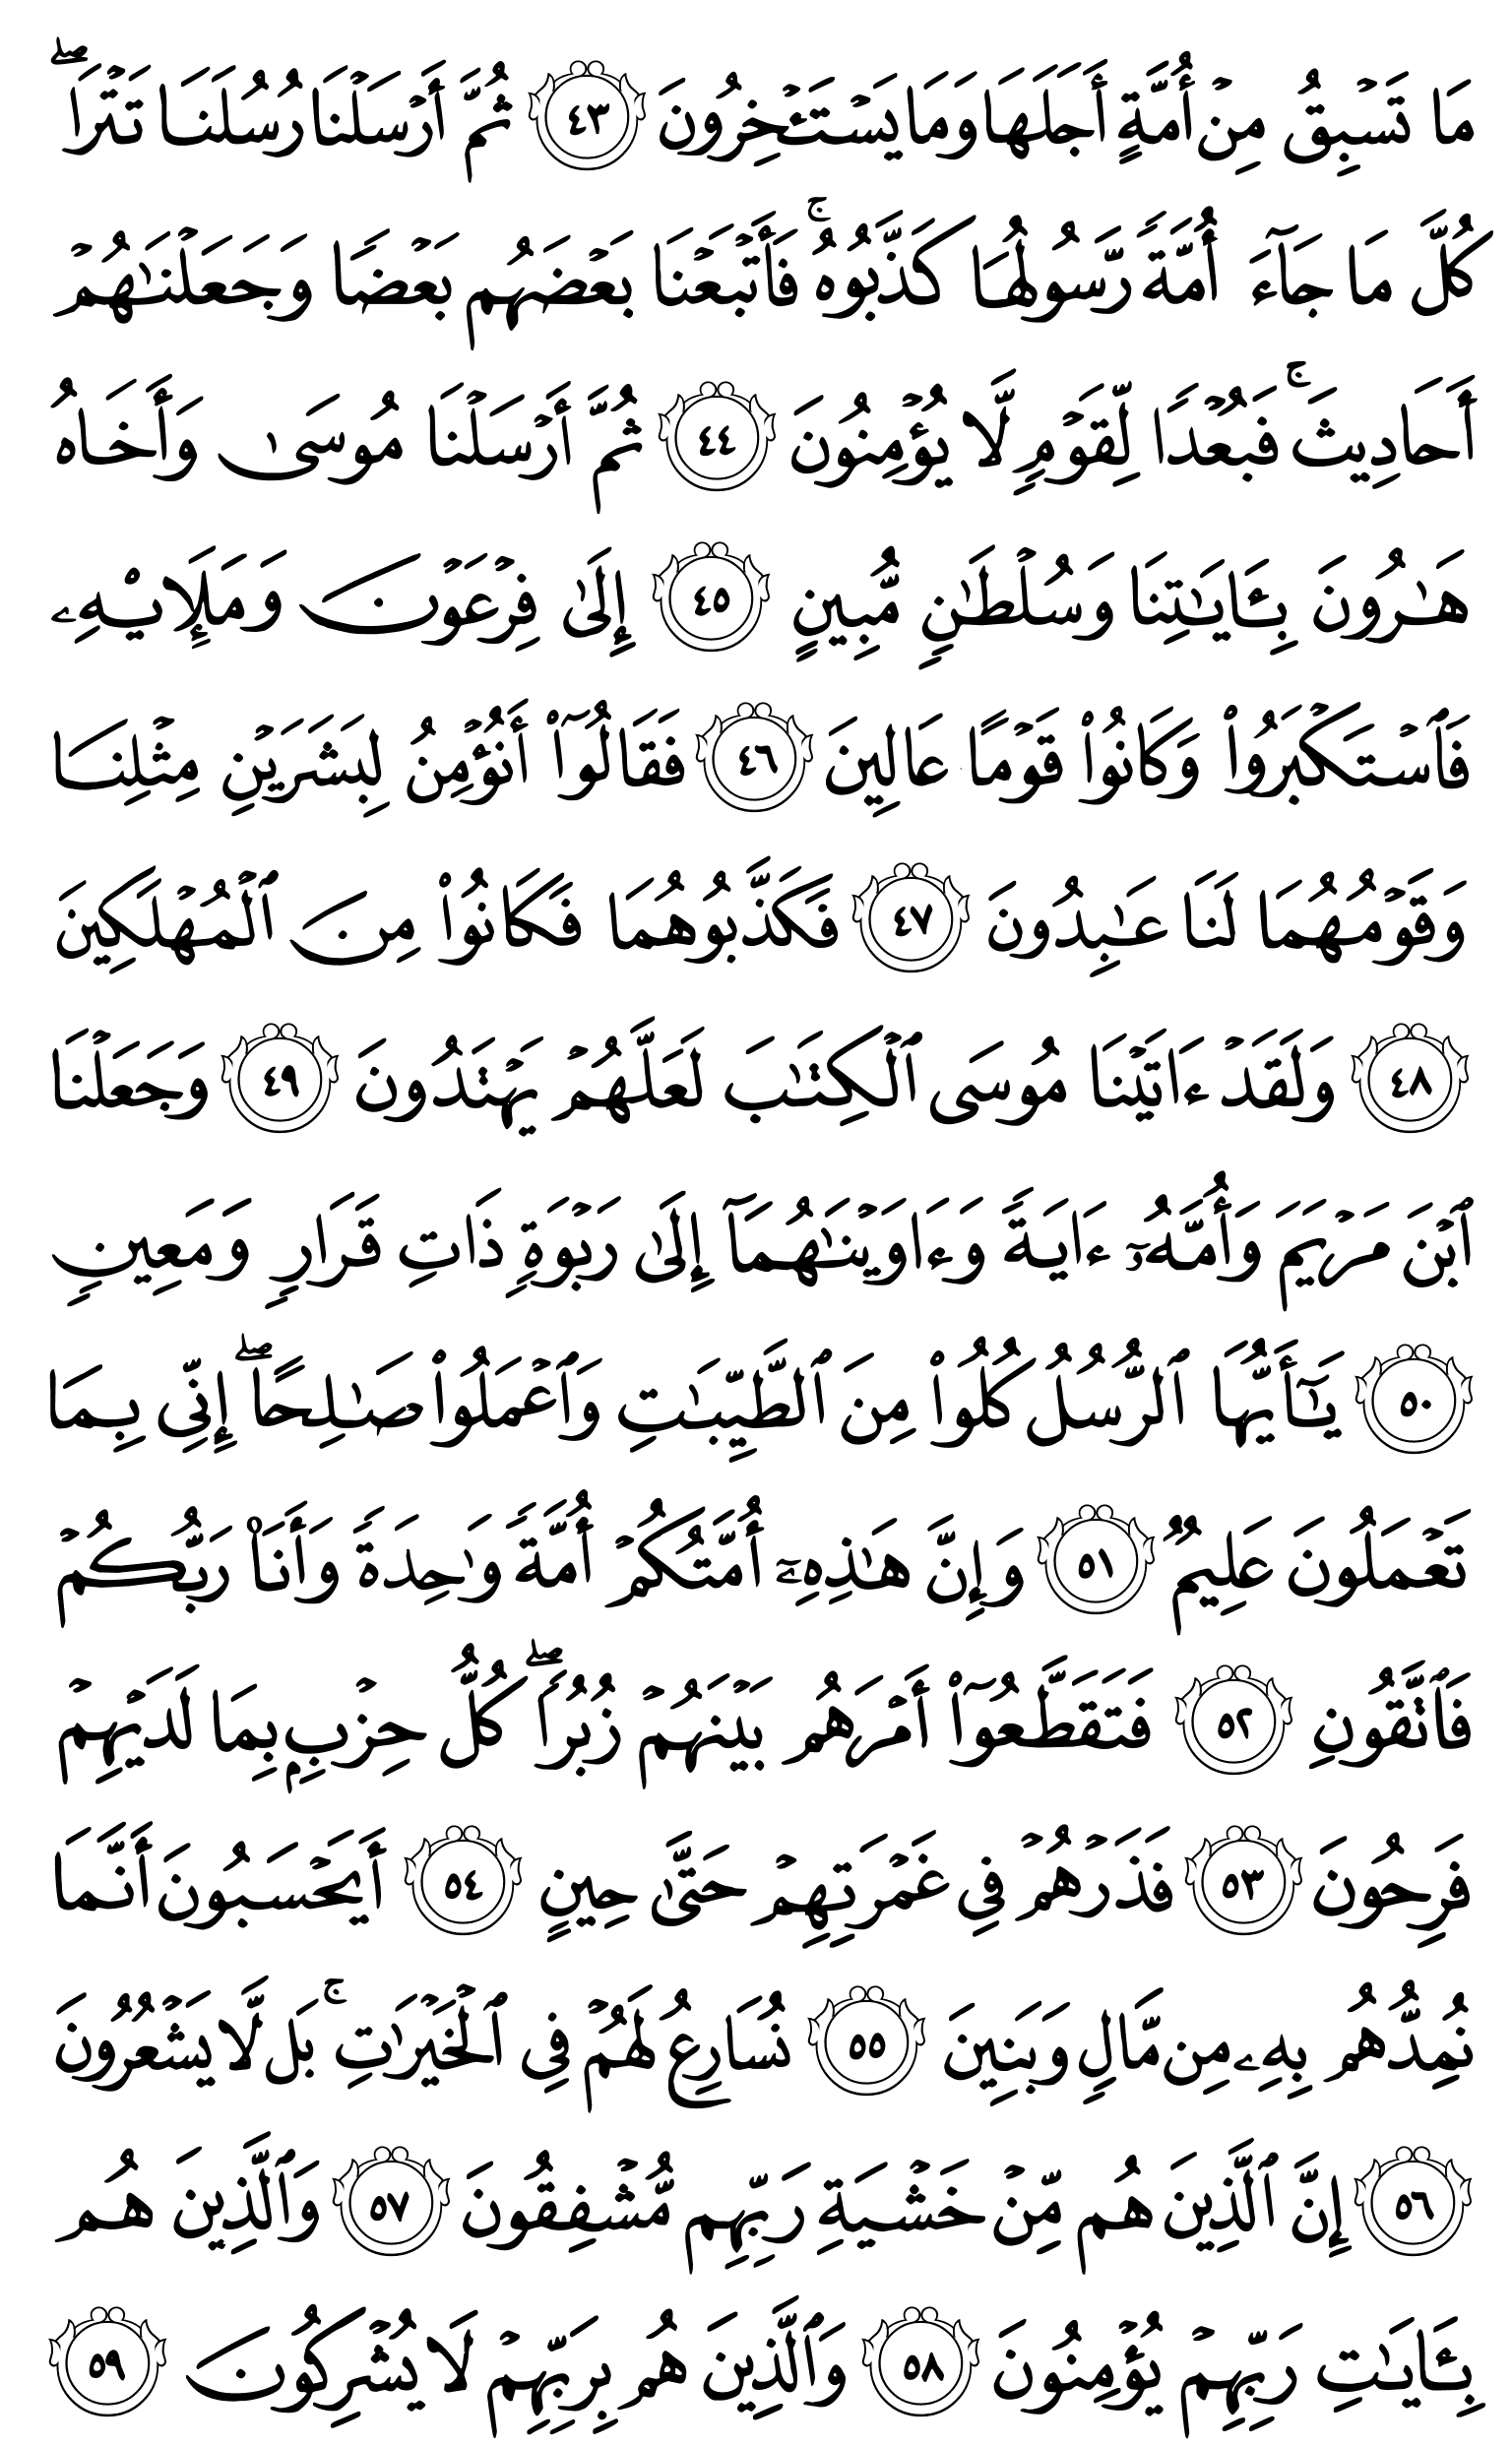 مَا تَسْبِقُ مِنْ أُمَّةٍ أَجَلَهَا وَمَا يَسْتَـْٔخِرُونَ ٤٣ ثُمَّ أَرْسَلْنَا رُسُلَنَا تَتْرَاۖ
كُلَّ مَا جَآءَ أُمَّةً رَّسُولُهَا كَذَّبُوهُۚ فَأَتْبَعْنَا بَعْضَهُم بَعْضًا وَجَعَلْنَٰهُمْ
أَحَادِيثَۚ فَبُعْدًا لِّقَوْمٍ لَّا يُؤْمِنُونَ ٤٤ ثُمَّ أَرْسَلْنَا مُوسَىٰ وَأَخَاهُ
هَٰرُونَ بِـَٔايَٰتِنَا وَسُلْطَٰنٍ مُّبِينٍ ٤٥ إِلَىٰ فِرْعَوْنَ وَمَلَإِيْهِۦ
فَٱسْتَكْبَرُوا۟ وَكَانُوا۟ قَوْمًا عَالِينَ ٤٦ فَقَالُوٓا۟ أَنُؤْمِنُ لِبَشَرَيْنِ مِثْلِنَا
وَقَوْمُهُمَا لَنَا عَٰبِدُونَ ٤٧ فَكَذَّبُوهُمَا فَكَانُوا۟ مِنَ ٱلْمُهْلَكِينَ
٤٨ وَلَقَدْ ءَاتَيْنَا مُوسَى ٱلْكِتَٰبَ لَعَلَّهُمْ يَهْتَدُونَ ٤٩ وَجَعَلْنَا
ٱبْنَ مَرْيَمَ وَأُمَّهُۥٓ ءَايَةً وَءَاوَيْنَٰهُمَآ إِلَىٰ رَبْوَةٍ ذَاتِ قَرَارٍ وَمَعِينٍ
٥٠ يَٰٓأَيُّهَا ٱلرُّسُلُ كُلُوا۟ مِنَ ٱلطَّيِّبَٰتِ وَٱعْمَلُوا۟ صَٰلِحًاۖ إِنِّى بِمَا
تَعْمَلُونَ عَلِيمٌ ٥١ وَإِنَّ هَٰذِهِۦٓ أُمَّتُكُمْ أُمَّةً وَٰحِدَةً وَأَنَا۠ رَبُّكُمْ
فَٱتَّقُونِ ٥٢ فَتَقَطَّعُوٓا۟ أَمْرَهُم بَيْنَهُمْ زُبُرًاۖ كُلُّ حِزْبٍۭ بِمَا لَدَيْهِمْ
فَرِحُونَ ٥٣ فَذَرْهُمْ فِى غَمْرَتِهِمْ حَتَّىٰ حِينٍ ٥٤ أَيَحْسَبُونَ أَنَّمَا
نُمِدُّهُم بِهِۦ مِن مَّالٍ وَبَنِينَ ٥٥ نُسَارِعُ لَهُمْ فِى ٱلْخَيْرَٰتِۚ بَل لَّا يَشْعُرُونَ
٥٦ إِنَّ ٱلَّذِينَ هُم مِّنْ خَشْيَةِ رَبِّهِم مُّشْفِقُونَ ٥٧ وَٱلَّذِينَ هُم
بِـَٔايَٰتِ رَبِّهِمْ يُؤْمِنُونَ ٥٨ وَٱلَّذِينَ هُم بِرَبِّهِمْ لَا يُشْرِكُونَ ٥٩